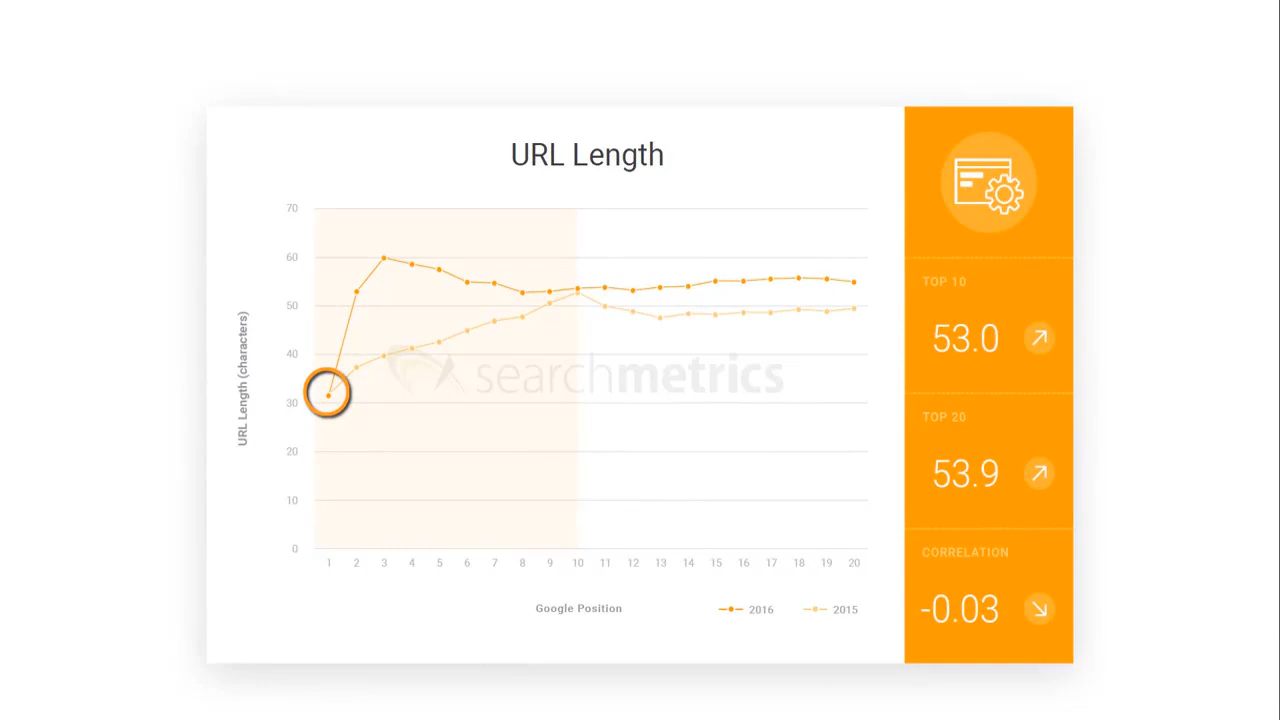 URL Length
70
60
50
40
30
20
10
0
URL Length (characters)
searchmetrics
1 2 3 4 5 6 7 8 9 10 11 12 13 14 15 16 17 18 19 20
Google Position
2016 2015
TOP 10
53.0
TOP 20
53.9
CORRELATION
-0.03